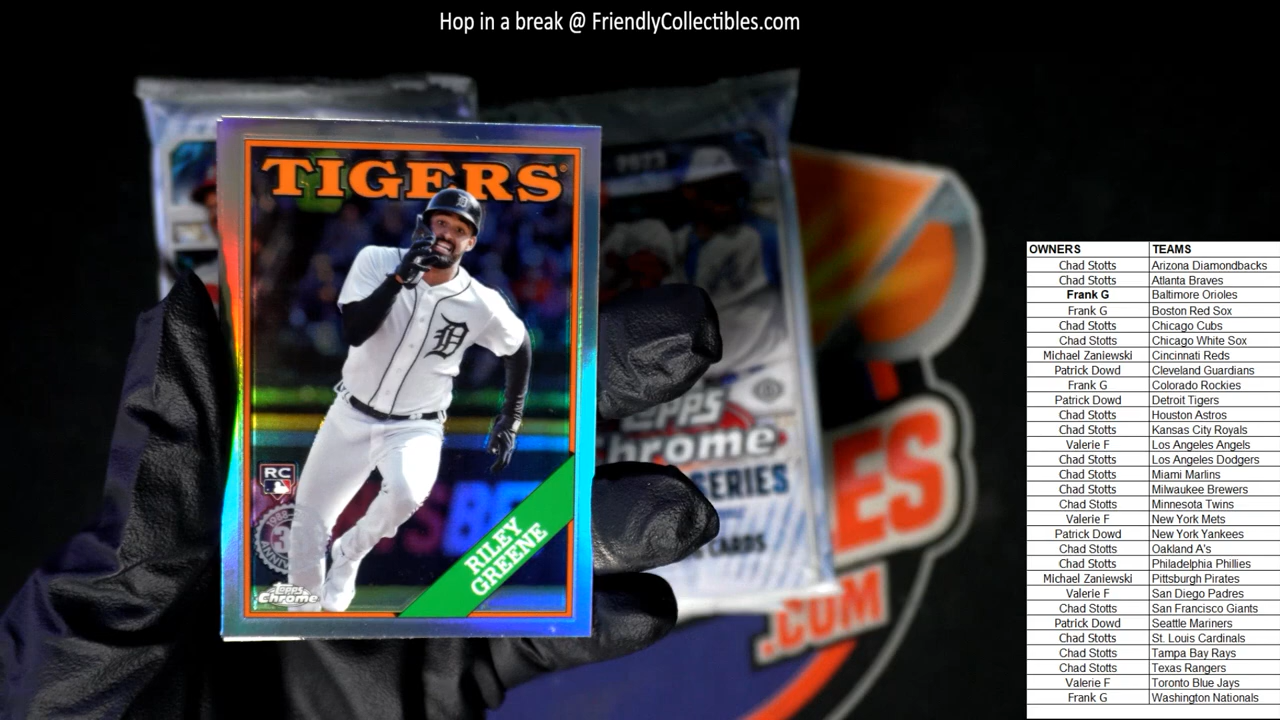 Hop in a break @ FriendlyCollectibles.com
2023
TIGERS
RC
RILEY
GREENE
Topps
Chrome
Topps
Chrome
SERIES
CARDS
ES
.COM
OWNERS TEAMS
Chad Stotts Arizona Diamondbacks
Chad Stotts Atlanta Braves
Frank G Baltimore Orioles
Frank G Boston Red Sox
Chad Stotts Chicago Cubs
Chad Stotts Chicago White Sox
Michael Zaniewski Cincinnati Reds
Patrick Dowd Cleveland Guardians
Frank G Colorado Rockies
Patrick Dowd Detroit Tigers
Chad Stotts Houston Astros
Chad Stotts Kansas City Royals
Valerie F Los Angeles Angels
Chad Stotts Los Angeles Dodgers
Chad Stotts Miami Marlins
Chad Stotts Milwaukee Brewers
Chad Stotts Minnesota Twins
Valerie F New York Mets
Patrick Dowd New York Yankees
Chad Stotts Oakland A's
Chad Stotts Philadelphia Phillies
Michael Zaniewski Pittsburgh Pirates
Valerie F San Diego Padres
Chad Stotts San Francisco Giants
Patrick Dowd Seattle Mariners
Chad Stotts St. Louis Cardinals
Chad Stotts Tampa Bay Rays
Chad Stotts Texas Rangers
Valerie F Toronto Blue Jays
Frank G Washington Nationals